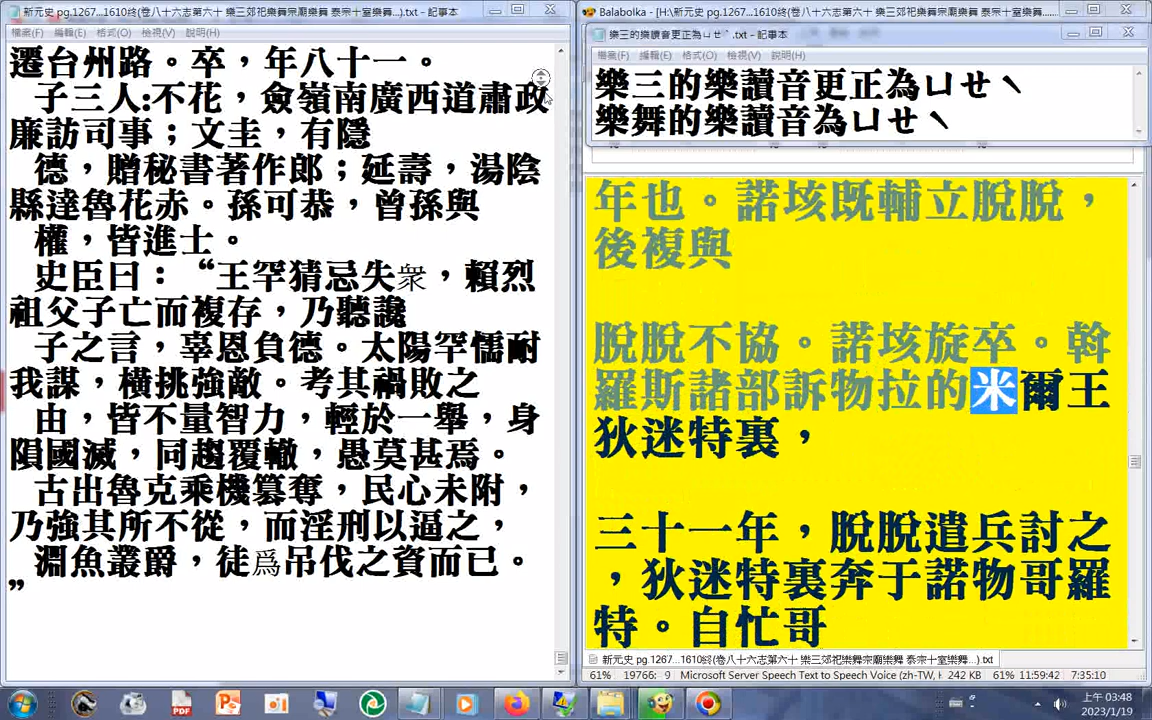 新元史 pg.1267...1610終(卷八十六志第六十 樂三郊祀樂舞宗廟樂舞 泰宗十室樂舞...).txt - 記事本
檔案(F) 編輯(E) 格式(O) 檢視(V) 說明(H)
遷台州路。卒，年八十一。
子三人:不花，僉嶺南廣西道肅政
廉訪司事；文圭，有隱
德，贈秘書著作郎；延壽，湯陰
縣達魯花赤。孫可恭，曾孫與
權，皆進士。
史臣曰：“王罕猜忌失衆，賴烈
祖父子亡而複存，乃聽讒
子之言，辜恩負德。太陽罕懦耐
我謀，橫挑強敵。考其禍敗之
由，皆不量智力，輕於一舉，身
隕國滅，同趨覆轍，愚莫甚焉。
古出魯克乘機篡奪，民心未附，
乃強其所不從，而淫刑以逼之，
淵魚叢爵，徒爲吊伐之資而已。
”
Balabolka - [H:\新元史 pg.1267...1610終(卷八十六志第六十 樂三郊祀樂舞宗廟樂舞 泰宗十室樂舞......
樂三的樂讀音更正為ㄩㄝˋ.txt - 記事本
檔案(F) 編輯(E) 格式(O) 檢視(V) 說明(H)
樂三的樂讀音更正為ㄩㄝˋ
樂舞的樂讀音為ㄩㄝˋ
年也。諾垓既輔立脫脫，
後複與
脫脫不協。諾垓旋卒。斡
羅斯諸部訴物拉的米爾王
狄迷特裏，
三十一年，脫脫遣兵討之
，狄迷特裏奔于諾物哥羅
特。自忙哥
新元史 pg.1267...1610終(卷八十六志第六十 樂三郊祀樂舞宗廟樂舞 泰宗十室樂舞...).txt
61% 19766: 9 Microsoft Server Speech Text to Speech Voice (zh-TW, H 242 KB 61% 11:59:42 7:35:10
上午 03:48
2023/1/19